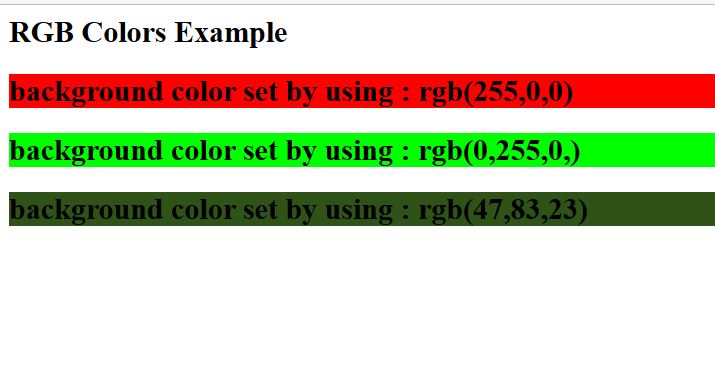 RGB Colors Example
background color set by using : rgb(255,0,0)
background color set by using : rgb(0,255,0,)
background color set by using : rgb(47,83,23)